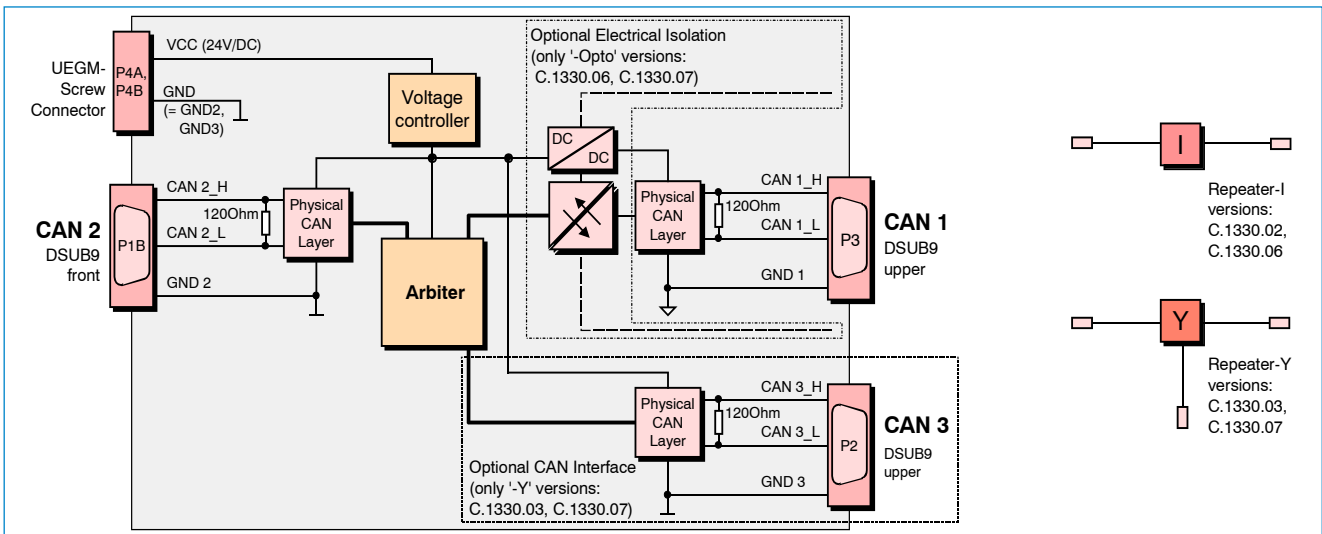 UEGM-
Screw
Connector
P4A,
P4B
VCC (24V/DC)
GND
(= GND2,
GND3)
Voltage
controller
Optional Electrical Isolation
(only '-Opto' versions:
C.1330.06, C.1330.07)
DC
DC
CAN 2
DSUB9
front
P1B
CAN 2_H
120Ohm
CAN 2_L
GND 2
Physical
CAN
Layer
Arbiter
Physical
CAN
Layer
CAN 1_H
120Ohm
CAN 1_L
GND 1
P3
CAN 1
DSUB9
upper
Physical
CAN
Layer
CAN 3_H
120Ohm
CAN 3_L
GND 3
P2
CAN 3
DSUB9
upper
Optional CAN Interface
(only '-Y' versions:
C.1330.03, C.1330.07)
I
Repeater-I
versions:
C.1330.02,
C.1330.06
Y
Repeater-Y
versions:
C.1330.03,
C.1330.07